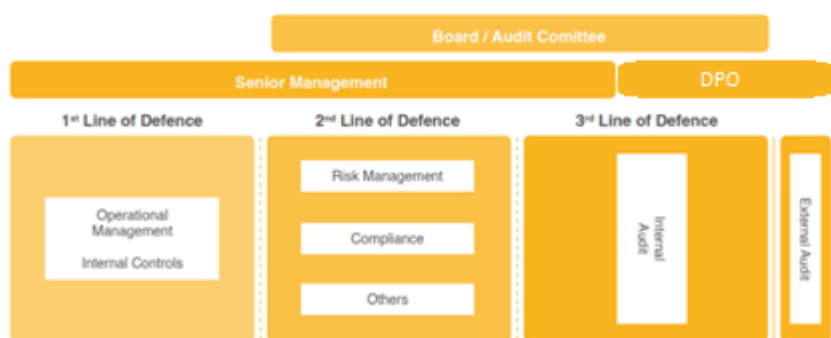 Board / Audit Comittee
Senior Management
DPO
1st Line of Defence
2nd Line of Defence
3rd Line of Defence
Operational
Management
Internal Controls
Risk Management
Compliance
Others
Internal
Audit
External Audit